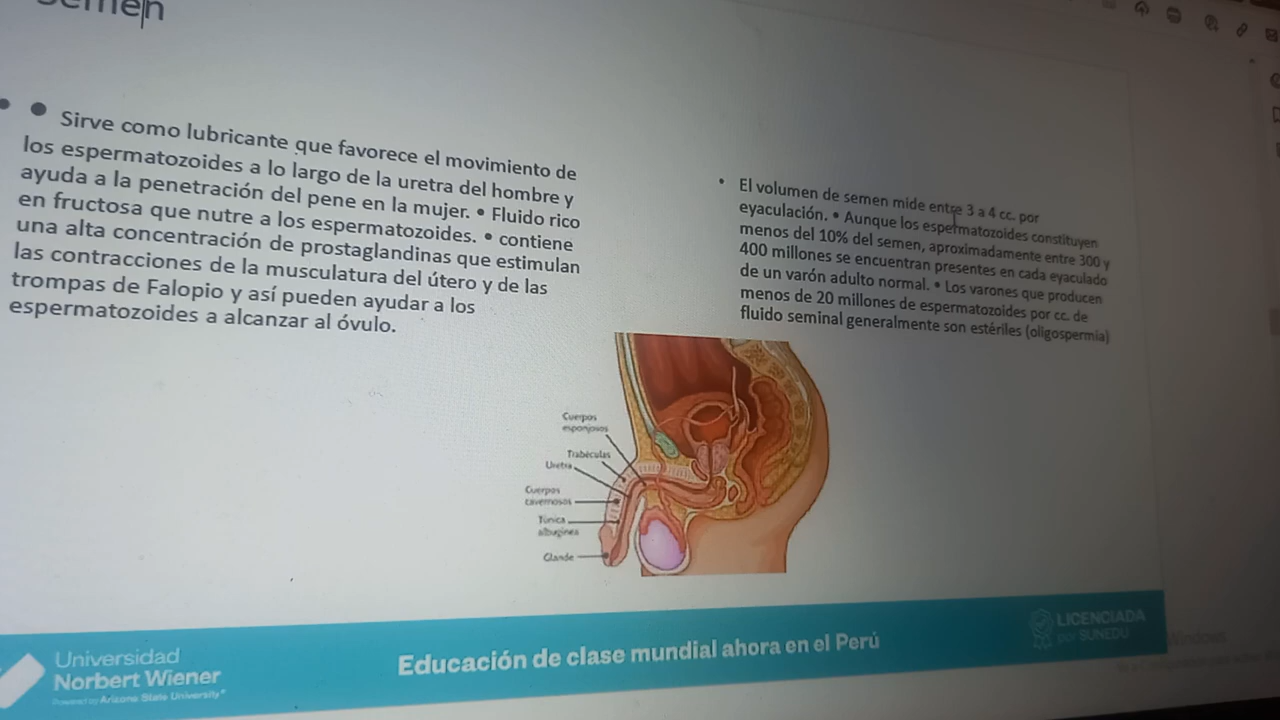 Semen
• • Sirve como lubricante que favorece el movimiento de
los espermatozoides a lo largo de la uretra del hombre y
ayuda a la penetración del pene en la mujer. • Fluido rico
en fructosa que nutre a los espermatozoides. • contiene
una alta concentración de prostaglandinas que estimulan
las contracciones de la musculatura del útero y de las
trompas de Falopio y así pueden ayudar a los
espermatozoides a alcanzar al óvulo.
• El volumen de semen mide entre 3 a 4 cc. por
eyaculación. • Aunque los espermatozoides constituyen
menos del 10% del semen, aproximadamente entre 300 y
400 millones se encuentran presentes en cada eyaculado
de un varón adulto normal. • Los varones que producen
menos de 20 millones de espermatozoides por cc. de
fluido seminal generalmente son estériles (oligospermia)
Cuerpos
esponjosos
Trabéculas
Uretra
Cuerpos
cavernosos
Túnica
albugínea
Glande
Universidad
Norbert Wiener
Powered by Arizona State University®
Educación de clase mundial ahora en el Perú
LICENCIADA
por SUNEDU
Windows